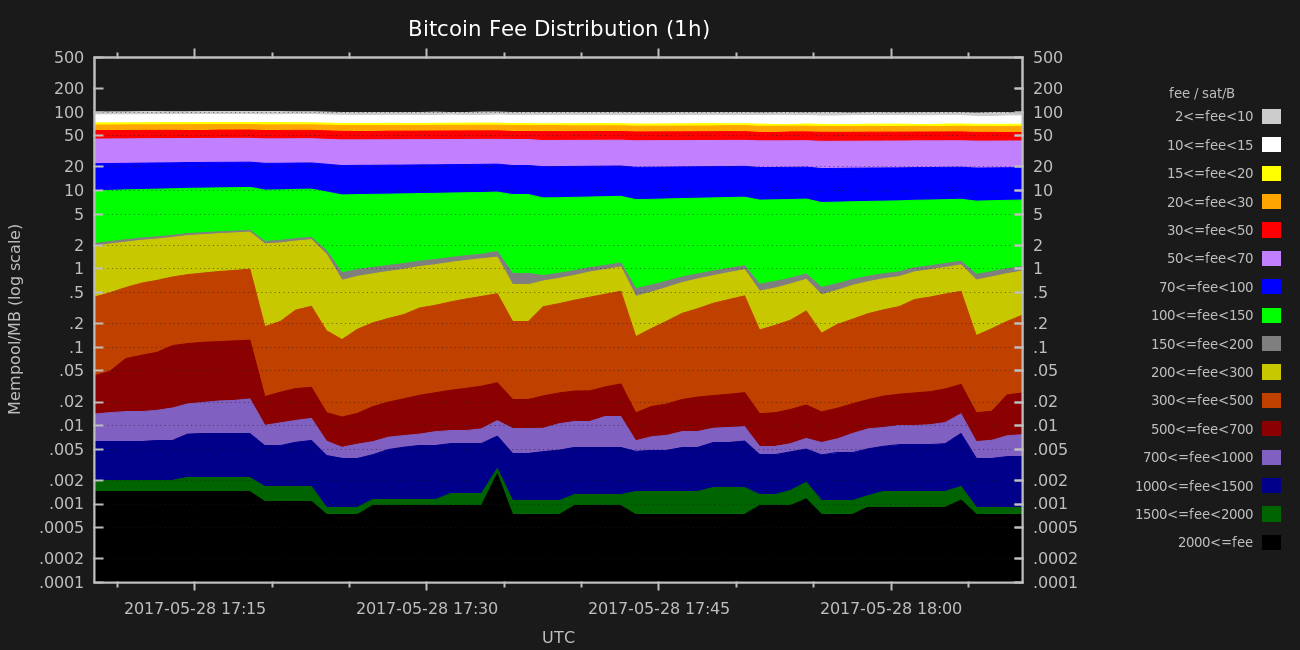 Bitcoin Fee Distribution (1h)
500
200
100
50
20
10
5
2
1
.5
.2
.1
.05
.02
.01
.005
.002
.001
.0005
.0002
.0001
Mempool/MB (log scale)
500
200
100
50
20
10
5
2
1
.5
.2
.1
.05
.02
.01
.005
.002
.001
.0005
.0002
.0001
2017-05-28 17:15
2017-05-28 17:30
2017-05-28 17:45
2017-05-28 18:00
UTC
fee / sat/B
2<=fee<10
10<=fee<15
15<=fee<20
20<=fee<30
30<=fee<50
50<=fee<70
70<=fee<100
100<=fee<150
150<=fee<200
200<=fee<300
300<=fee<500
500<=fee<700
700<=fee<1000
1000<=fee<1500
1500<=fee<2000
2000<=fee